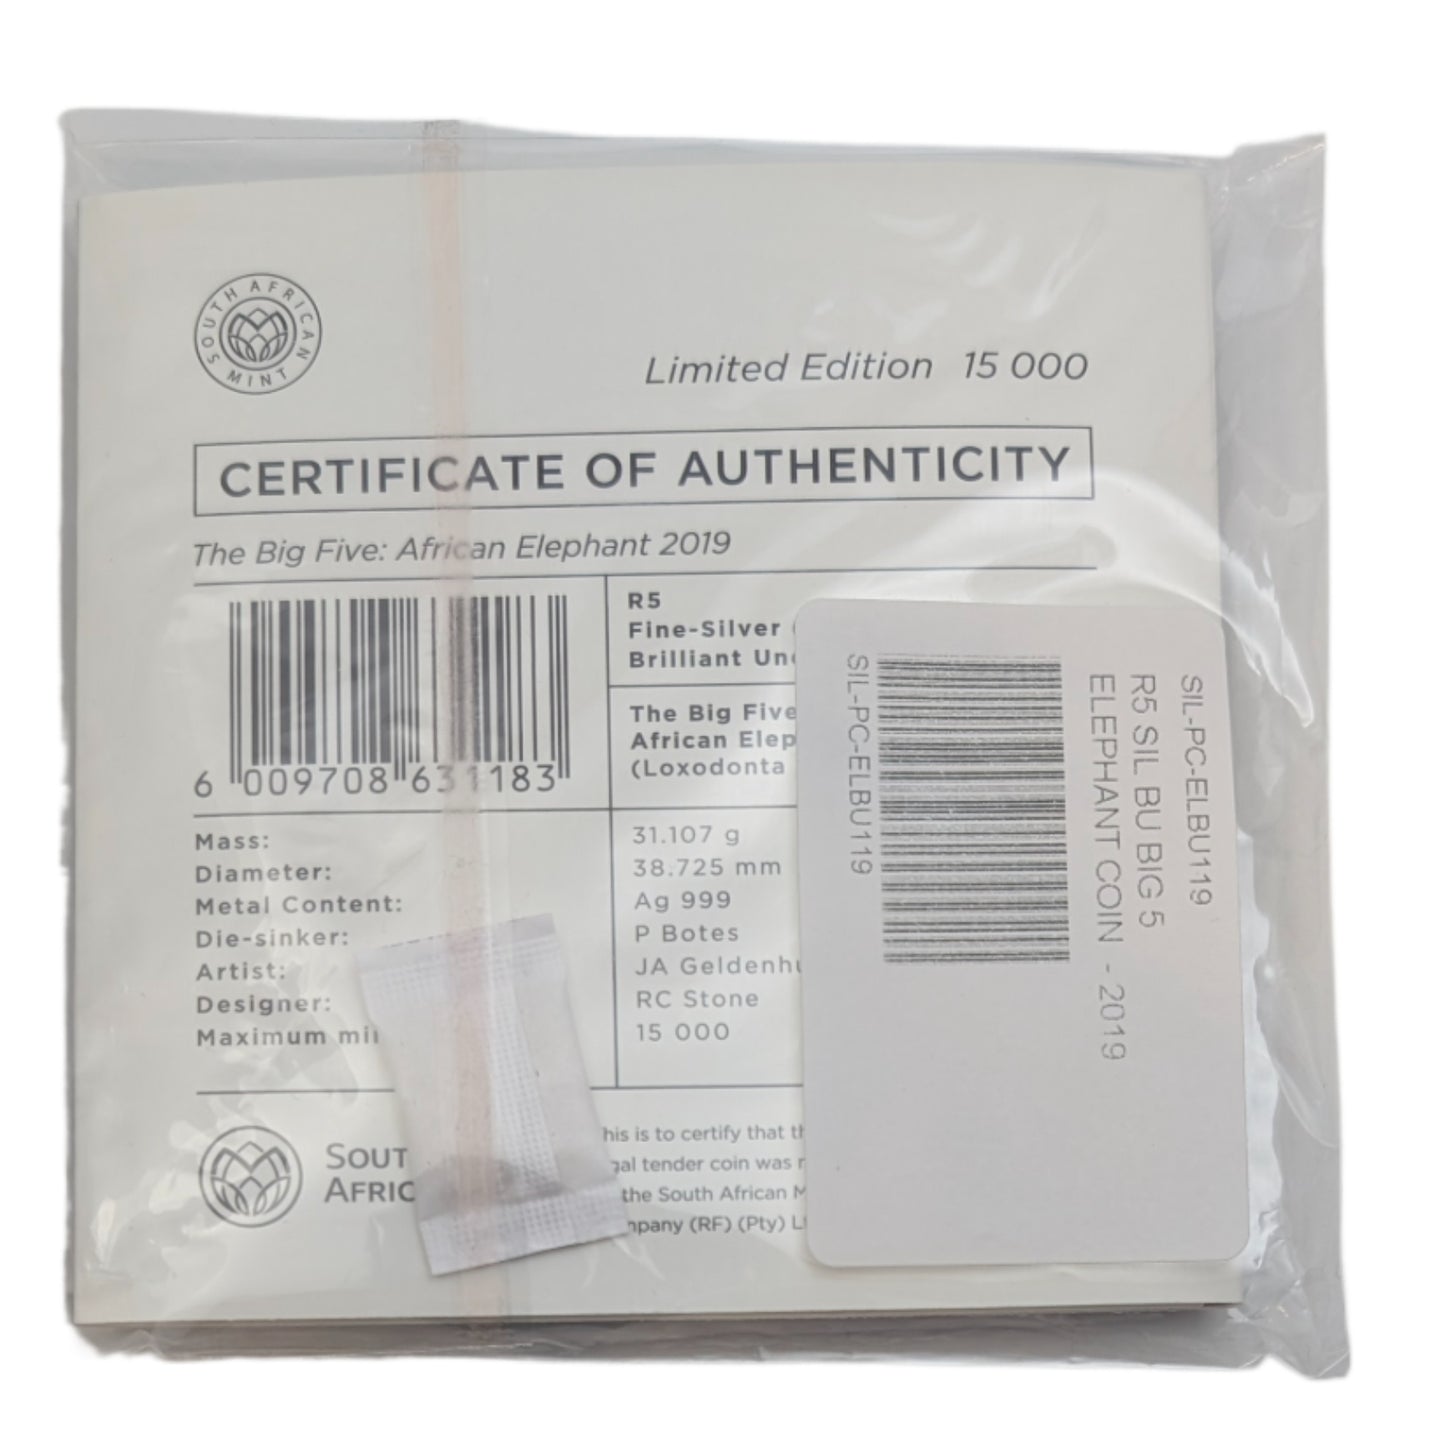 SOUTH AFRICAN MINT
Limited Edition 15 000
CERTIFICATE OF AUTHENTICITY
The Big Five: African Elephant 2019
6 009708 631183
R5
Fine-Silver
Brilliant Unc
The Big Five
African Elep
(Loxodonta
Mass: 31.107 g
Diameter: 38.725 mm
Metal Content: Ag 999
Die-sinker: P Botes
Artist: JA Geldenhu
Designer: RC Stone
Maximum min 15 000
SOUT
AFRIC
his is to certify that th
gal tender coin was
the South African M
mpany (RF) (Pty) Lt
SIL-PC-ELBU119
R5 SIL BU BIG 5
ELEPHANT COIN - 2019
SIL-PC-ELBU119